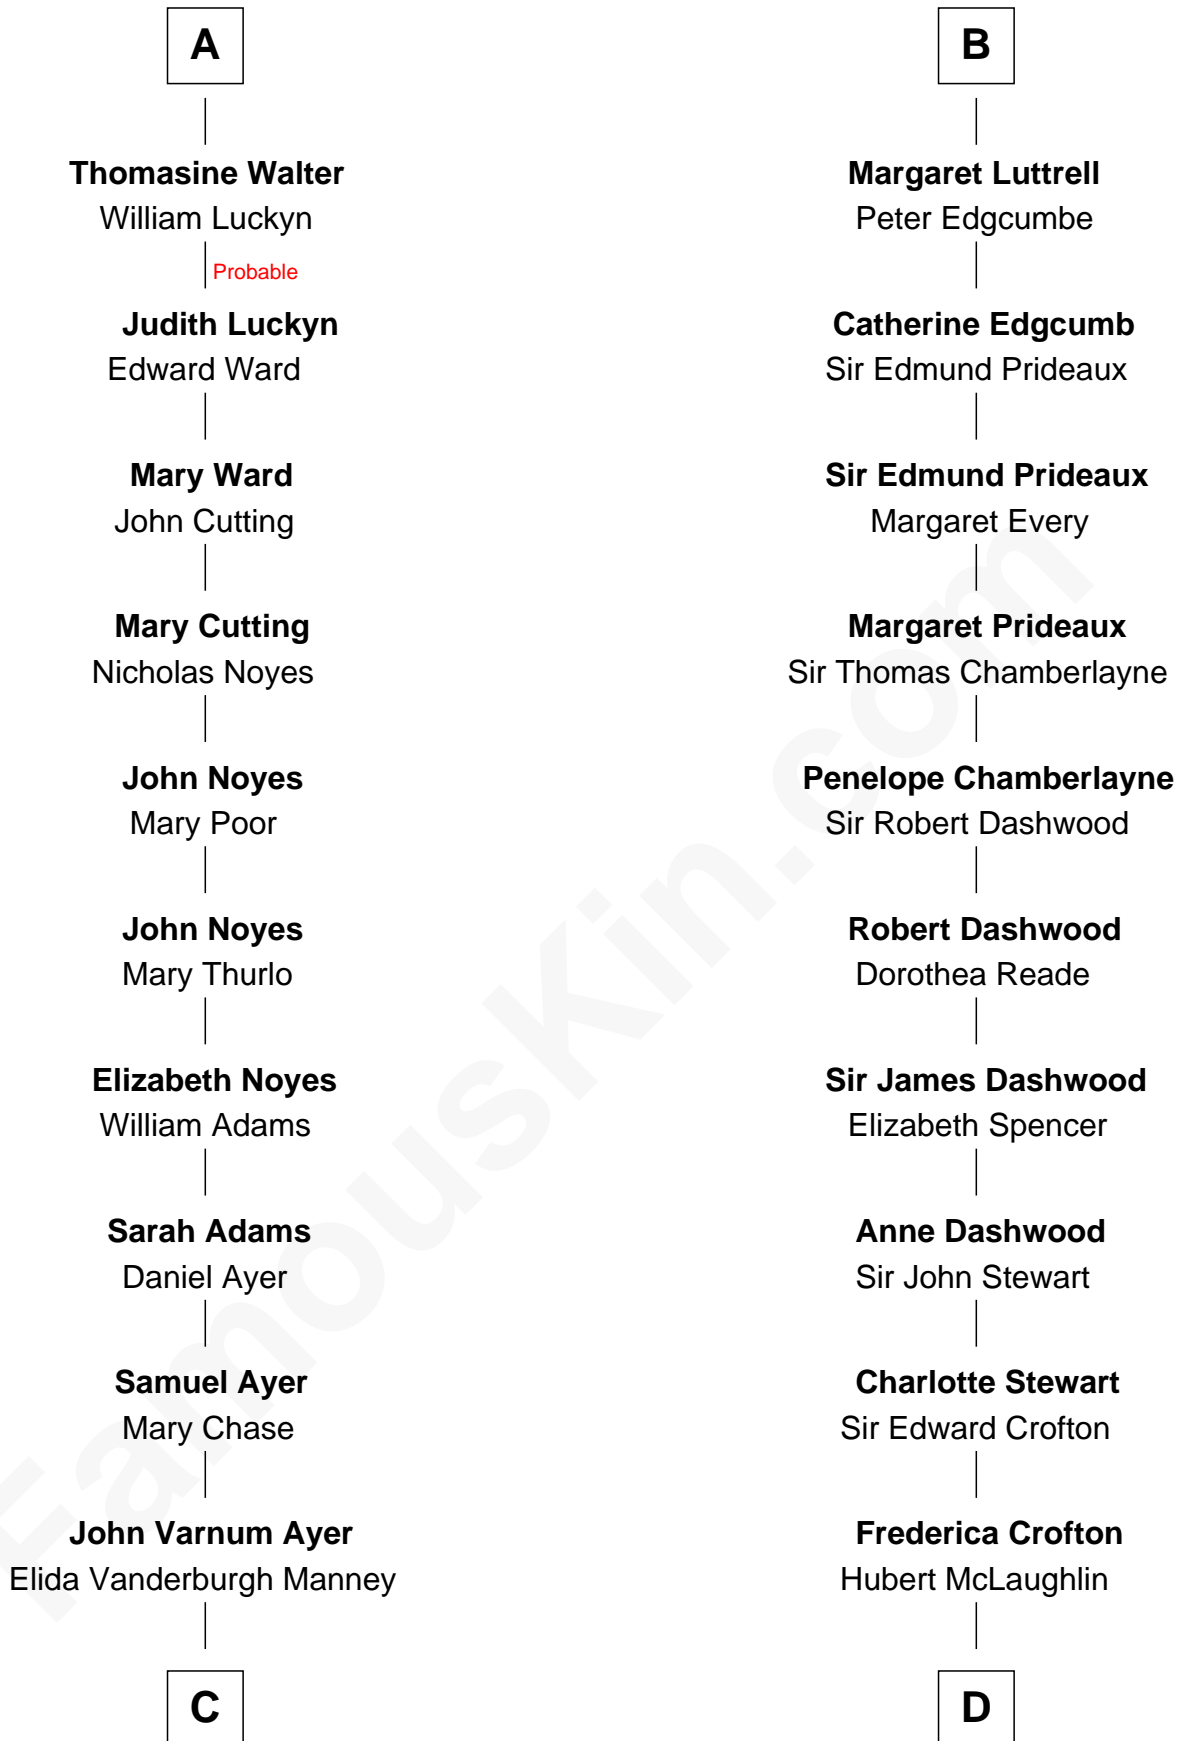 A
Thomasine Walter
William Luckyn
Probable
Judith Luckyn
Edward Ward
Mary Ward
John Cutting
Mary Cutting
Nicholas Noyes
John Noyes
Mary Poor
John Noyes
Mary Thurlo
Elizabeth Noyes
William Adams
Sarah Adams
Daniel Ayer
Samuel Ayer
Mary Chase
John Varnum Ayer
Elida Vanderburgh Manney
C
B
Margaret Luttrell
Peter Edgcumbe
Catherine Edgcumb
Sir Edmund Prideaux
Sir Edmund Prideaux
Margaret Every
Margaret Prideaux
Sir Thomas Chamberlayne
Penelope Chamberlayne
Sir Robert Dashwood
Robert Dashwood
Dorothea Reade
Sir James Dashwood
Elizabeth Spencer
Anne Dashwood
Sir John Stewart
Charlotte Stewart
Sir Edward Crofton
Frederica Crofton
Hubert McLaughlin
D
FamousKin.com